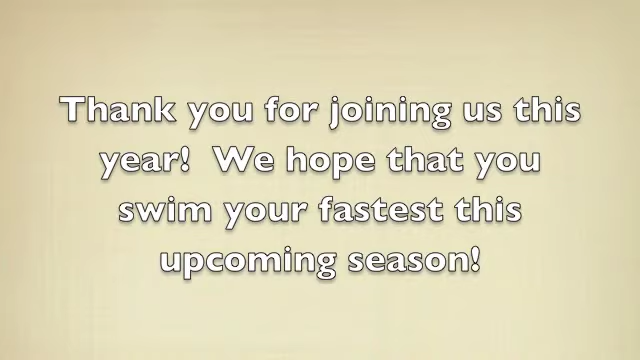 Thank you for joining us this
year!  We hope that you
swim your fastest this
upcoming season!